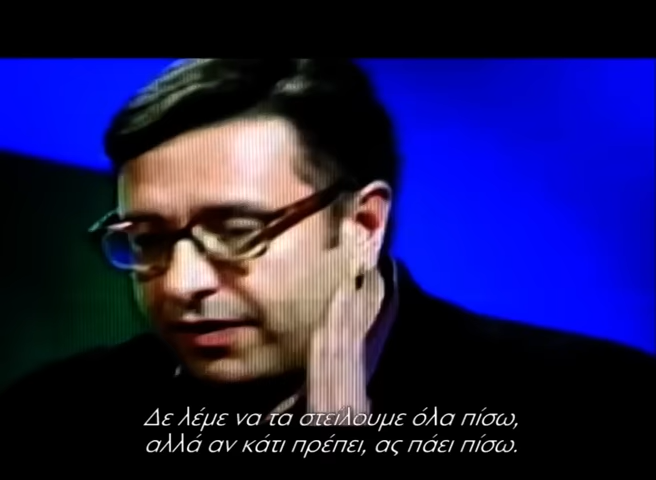 Δε λέμε να τα στείλουμε όλα πίσω,
αλλά αν κάτι πρέπει, ας πάει πίσω.